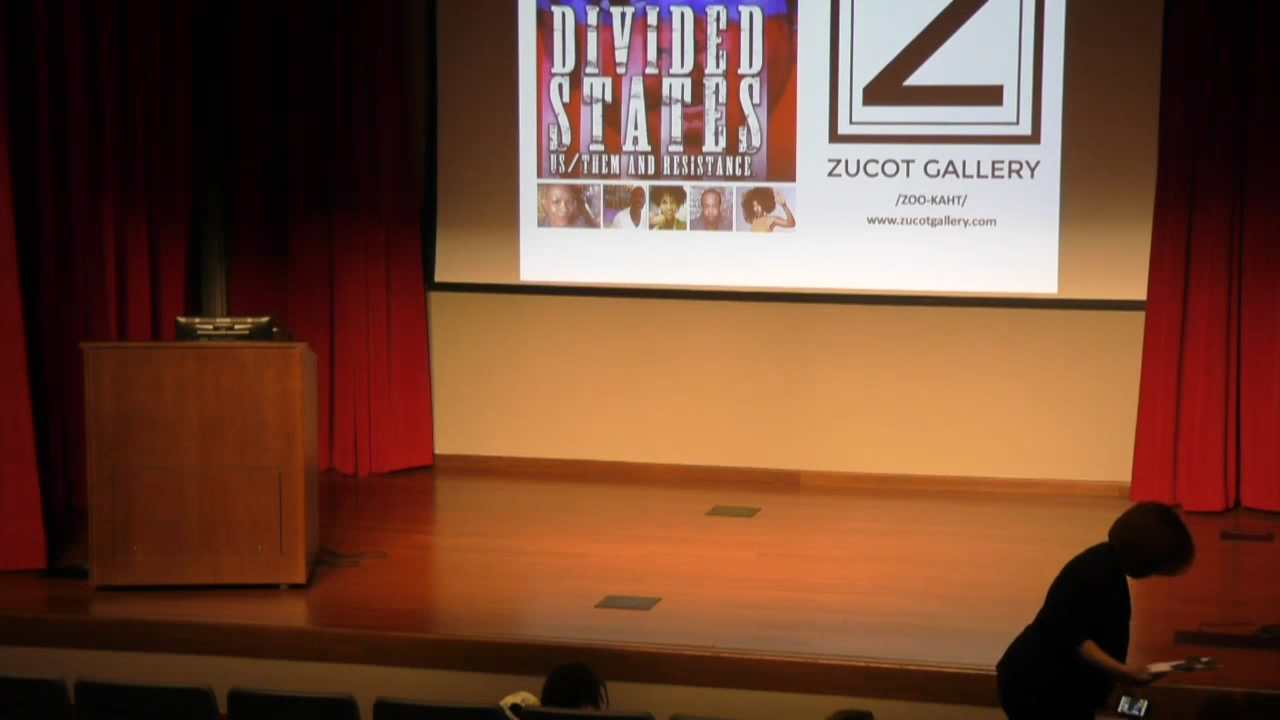 DIVIDED
STATES
US/THEM AND RESISTANCE
Z
ZUCOT GALLERY
/ZOO-KAHT/
www.zucotgallery.com